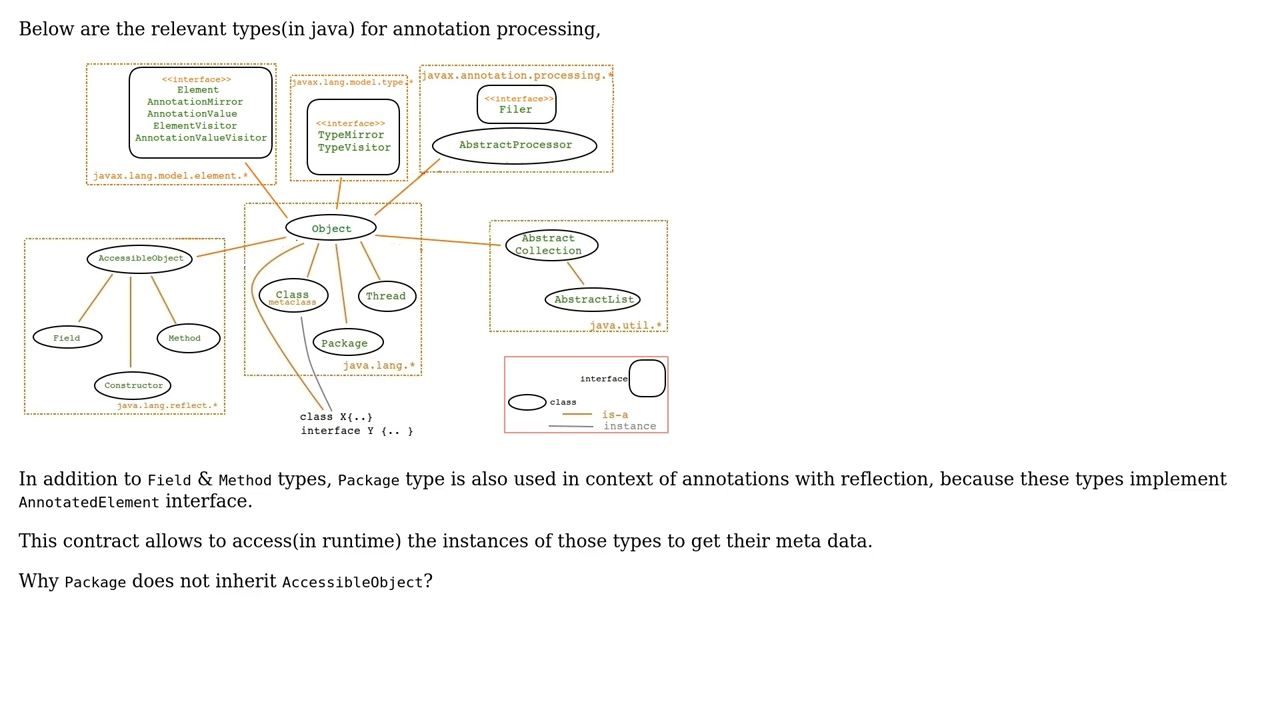 Below are the relevant types(in java) for annotation processing,
<<interface>>
Element
AnnotationMirror
AnnotationValue
ElementVisitor
AnnotationValueVisitor
javax.lang.model.element.*
javax.lang.model.type.*
<<interface>>
TypeMirror
TypeVisitor
javax.annotation.processing.*
<<interface>>
Filer
AbstractProcessor
Object
Class
metaclass
Thread
Package
java.lang.*
AccessibleObject
Field
Method
Constructor
java.lang.reflect.*
Abstract
Collection
AbstractList
java.util.*
class X{..}
interface Y {.. }
interface
class
is-a
instance
In addition to Field & Method types, Package type is also used in context of annotations with reflection, because these types implement
AnnotatedElement interface.
This contract allows to access(in runtime) the instances of those types to get their meta data.
Why Package does not inherit AccessibleObject?